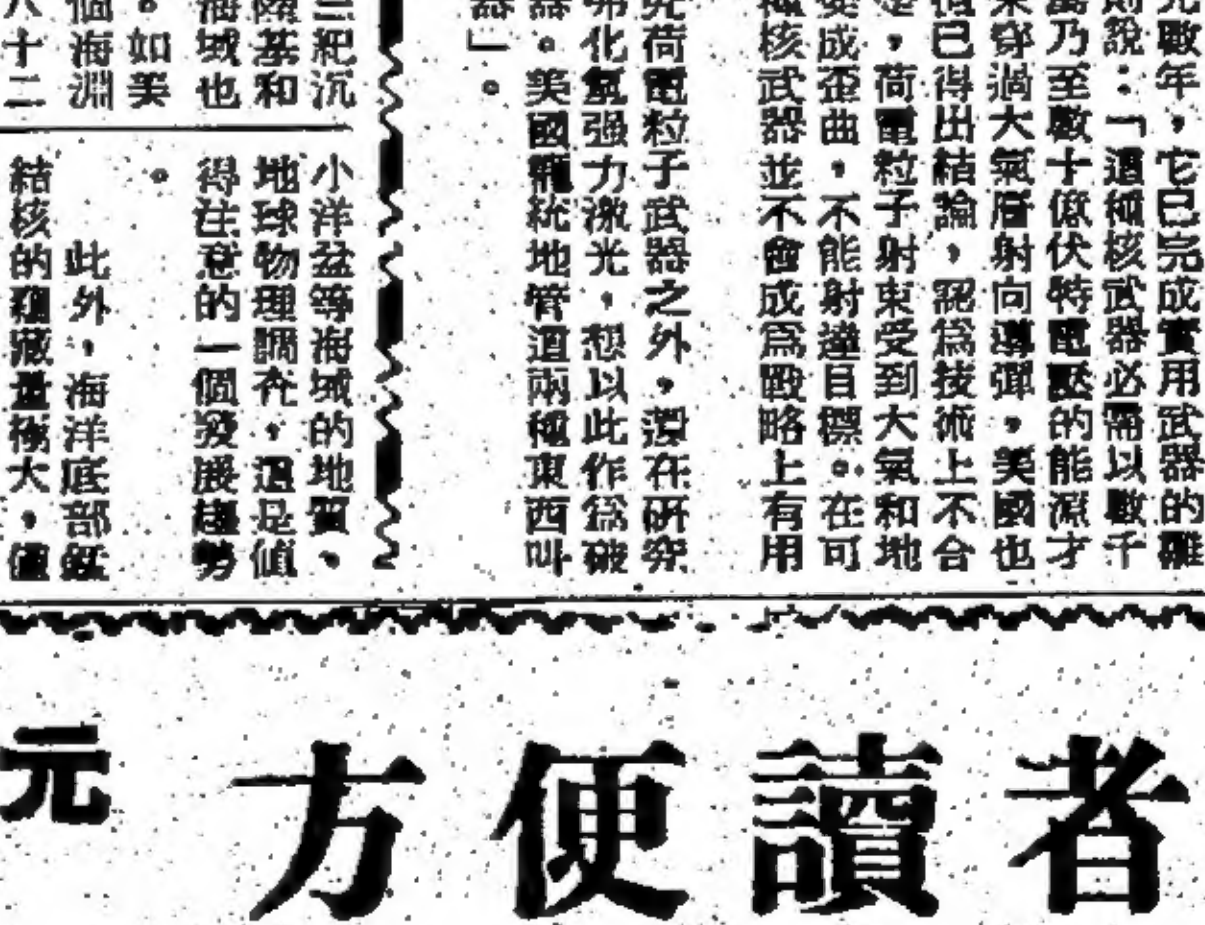 數年，它已完成實用武器的雛
則說：「這種核武器必需以數千
萬乃至數十億伏特電壓的能源才
穿過大氣層射向導彈。美國也
已得出結論，認爲技術上不合
，荷電粒子射束受到大氣和地
成歪曲，不能射達目標。在可
種核武器並不會成爲戰略上有用
荷電粒子武器之外，還在研究
弗化氫强力激光，想以此作爲破
器。美國籠統地管這兩種東西叫
器」。
三紀沉
基和
海域也
。如美
個海淵
八十二
小洋盆等海域的地質、
地球物理調查，這是值
得注意的一個發展趨勢
。
此外，海洋底部
結核的蘊藏量極大，
元
方便讀者